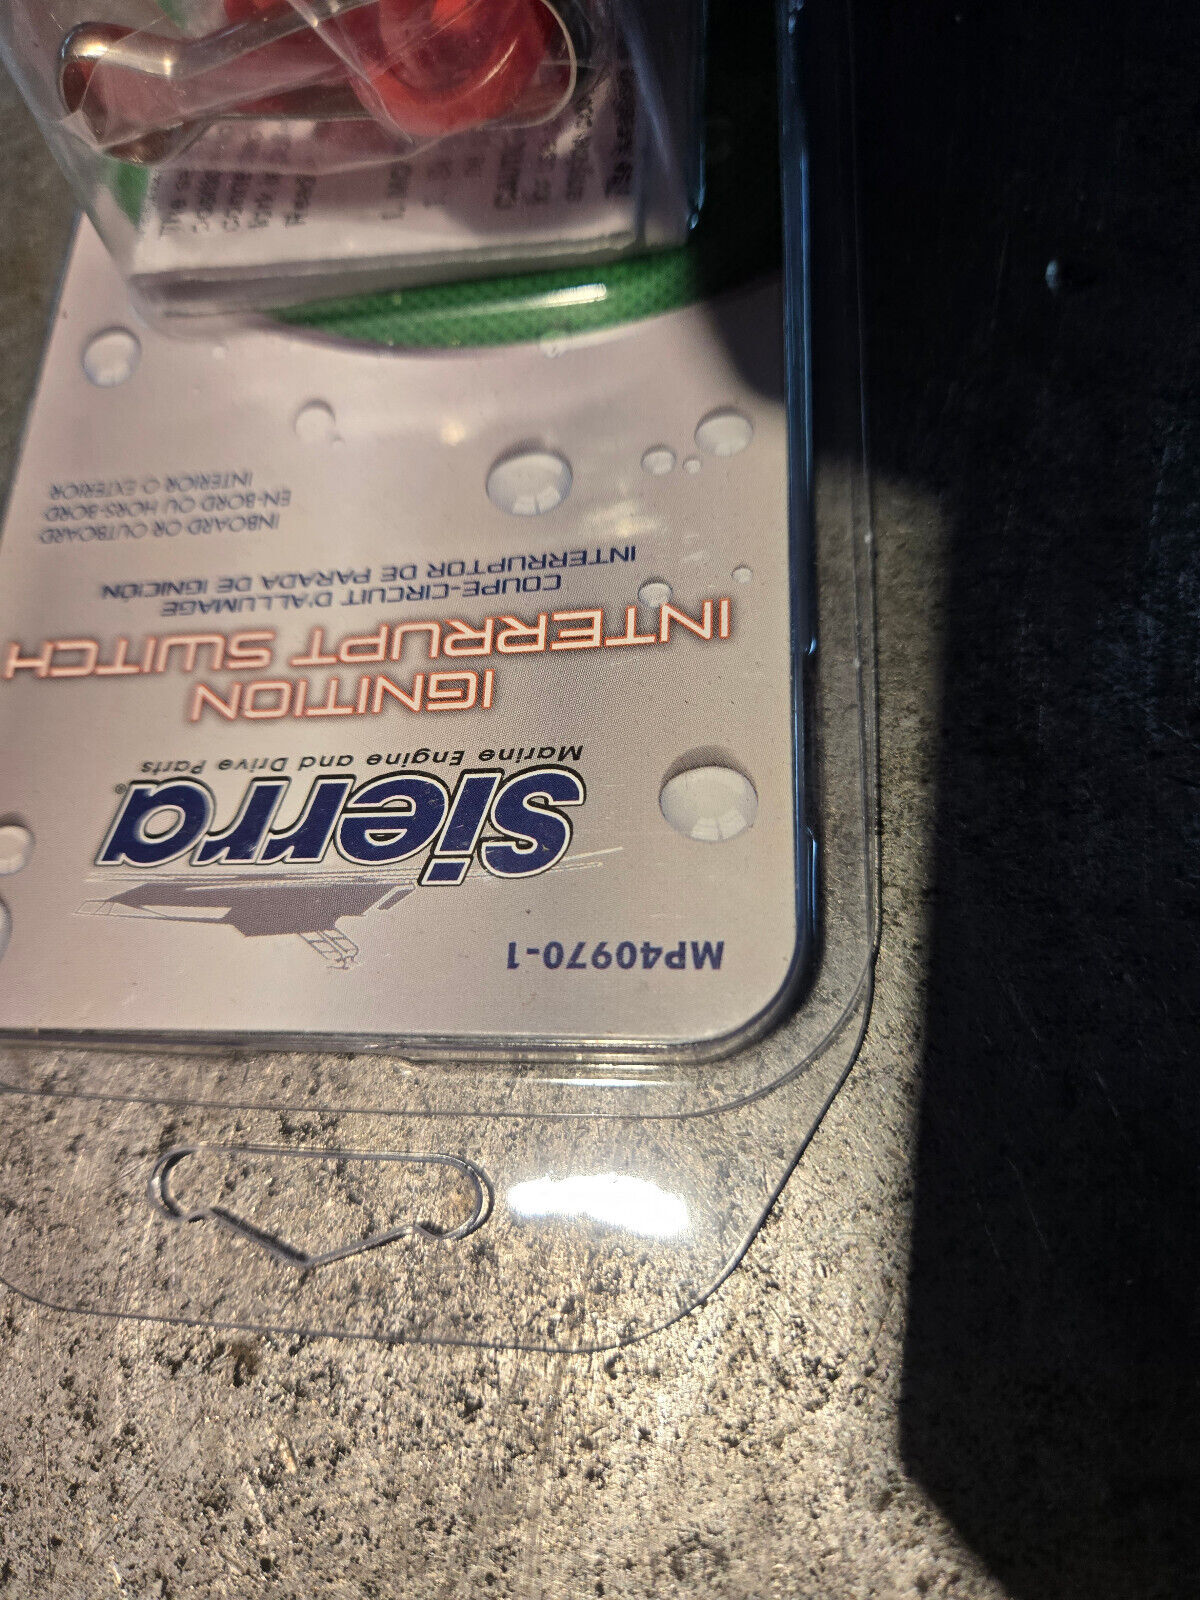 MP40970-1
sierra®
Marine Engine and Drive Parts
IGNITION
INTERRUPT SWITCH
COUPE-CIRCUIT D'ALLUMAGE
INTERRUPTOR DE PARADA DE IGNICIÓN
INBOARD OR OUTBOARD
EN-BORD OU HORS-BORD
INTERIOR O EXTERIOR